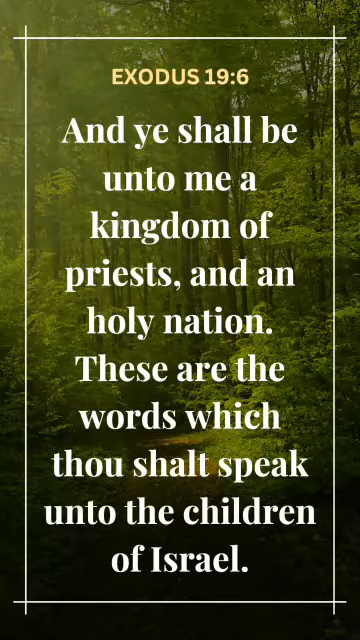 EXODUS 19:6
And ye shall be
unto me a
kingdom of
priests, and an
holy nation.
These are the
words which
thou shalt speak
unto the children
of Israel.